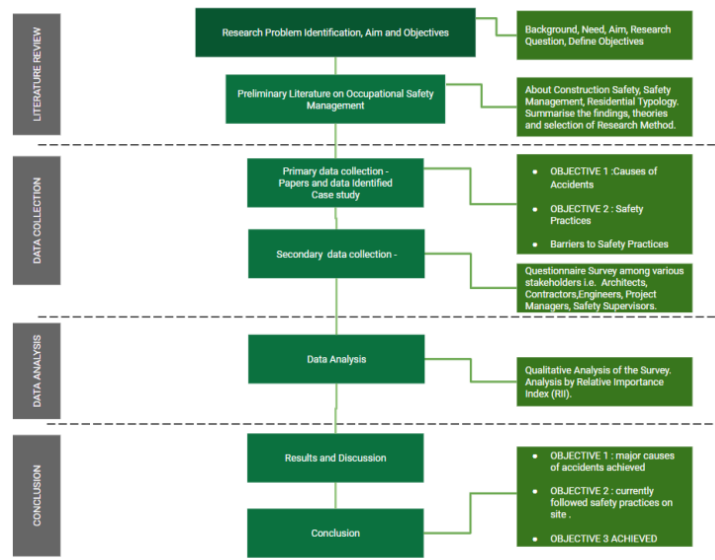 LITERATURE REVIEW
Research Problem Identification, Aim and Objectives
Background, Need, Aim, Research
Question, Define Objectives
Preliminary Literature on Occupational Safety
Management
About Construction Safety, Safety
Management, Residential Typology.
Summarise the findings, theories
and selection of Research Method.
DATA COLLECTION
Primary data collection -
Papers and data Identified
Case study
● OBJECTIVE 1 :Causes of
Accidents
● OBJECTIVE 2 : Safety
Practices
● Barriers to Safety Practices
Secondary data collection -
Questionnaire Survey among various
stakeholders i.e. Architects,
Contractors,Engineers, Project
Managers, Safety Supervisors.
DATA ANALYSIS
Data Analysis
Qualitative Analysis of the Survey.
Analysis by Relative Importance
Index (RII).
CONCLUSION
Results and Discussion
Conclusion
● OBJECTIVE 1 : major causes
of accidents achieved
● OBJECTIVE 2 : currently
followed safety practices on
site .
● OBJECTIVE 3 ACHIEVED